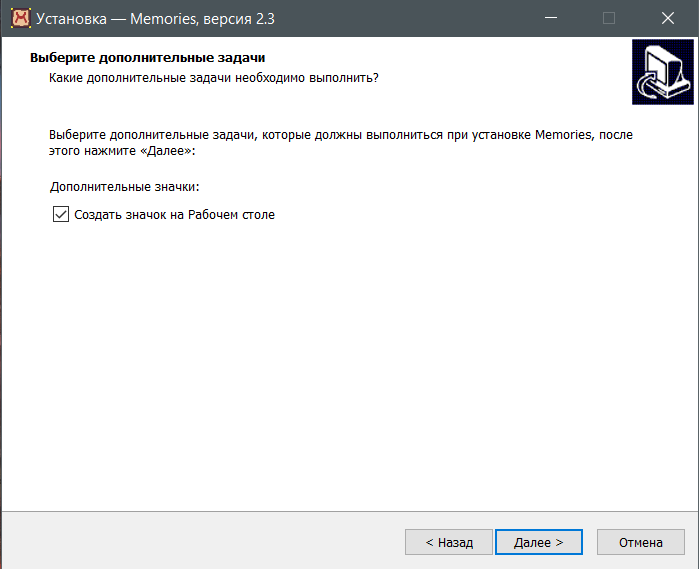 Установка — Memories, версия 2.3
Выберите дополнительные задачи
Какие дополнительные задачи необходимо выполнить?
Выберите дополнительные задачи, которые должны выполниться при установке Memories, после
этого нажмите «Далее»:
Дополнительные значки:
Создать значок на Рабочем столе
< Назад
Далее >
Отмена